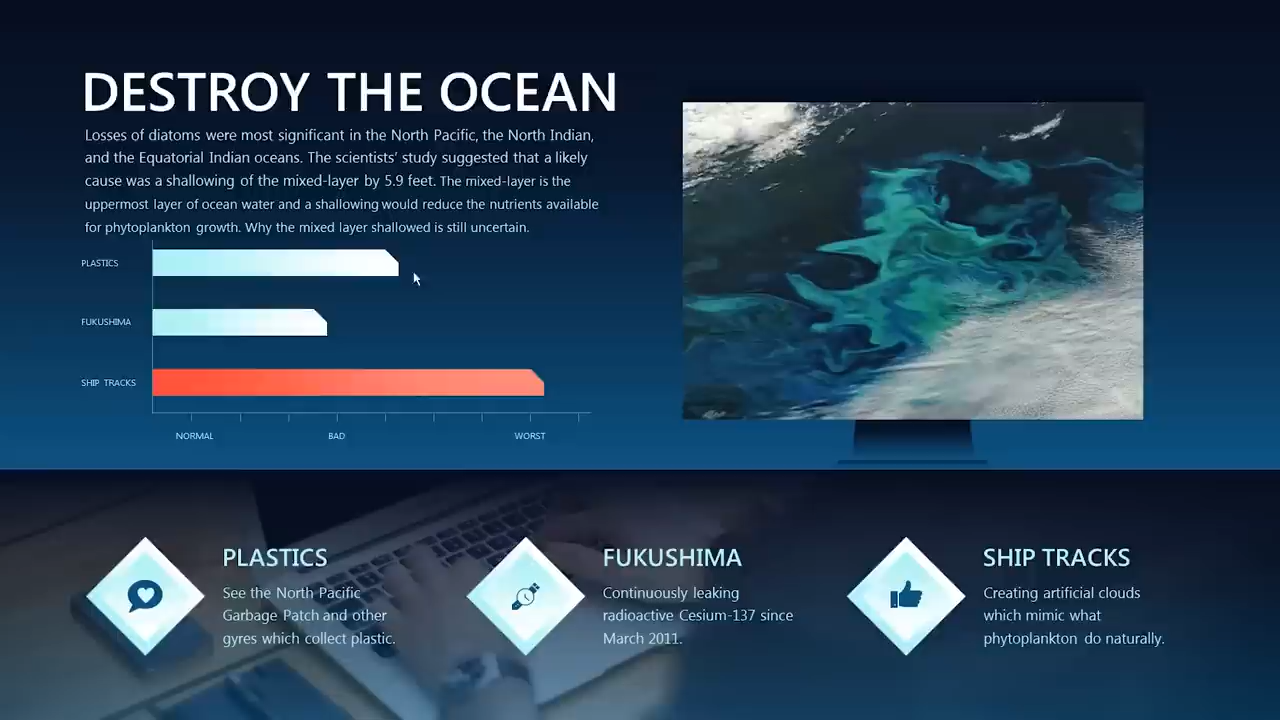 DESTROY THE OCEAN
Losses of diatoms were most significant in the North Pacific, the North Indian,
and the Equatorial Indian oceans. The scientists’ study suggested that a likely
cause was a shallowing of the mixed-layer by 5.9 feet. The mixed-layer is the
uppermost layer of ocean water and a shallowing would reduce the nutrients available
for phytoplankton growth. Why the mixed layer shallowed is still uncertain.
PLASTICS
FUKUSHIMA
SHIP TRACKS
NORMAL
BAD
WORST
PLASTICS
See the North Pacific
Garbage Patch and other
gyres which collect plastic.
FUKUSHIMA
Continuously leaking
radioactive Cesium-137 since
March 2011.
SHIP TRACKS
Creating artificial clouds
which mimic what
phytoplankton do naturally.